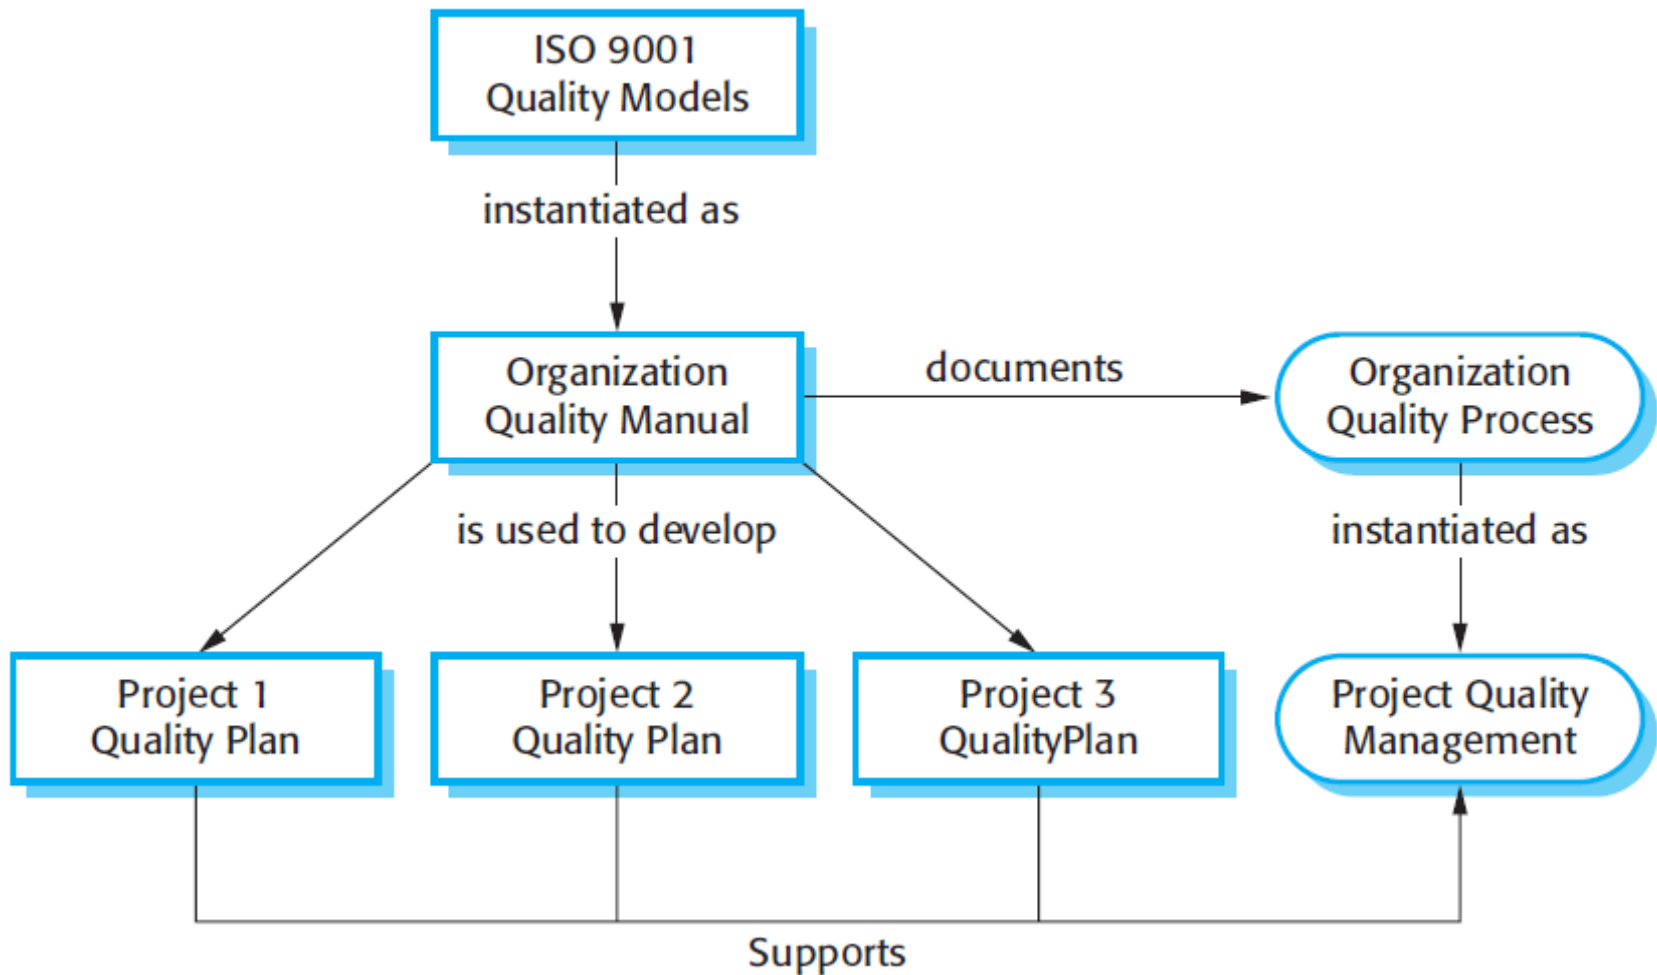 ISO 9001
Quality Models
instantiated as
Organization
Quality Manual
documents
Organization
Quality Process
is used to develop
instantiated as
Project 1
Quality Plan
Project 2
Quality Plan
Project 3
QualityPlan
Project Quality
Management
Supports